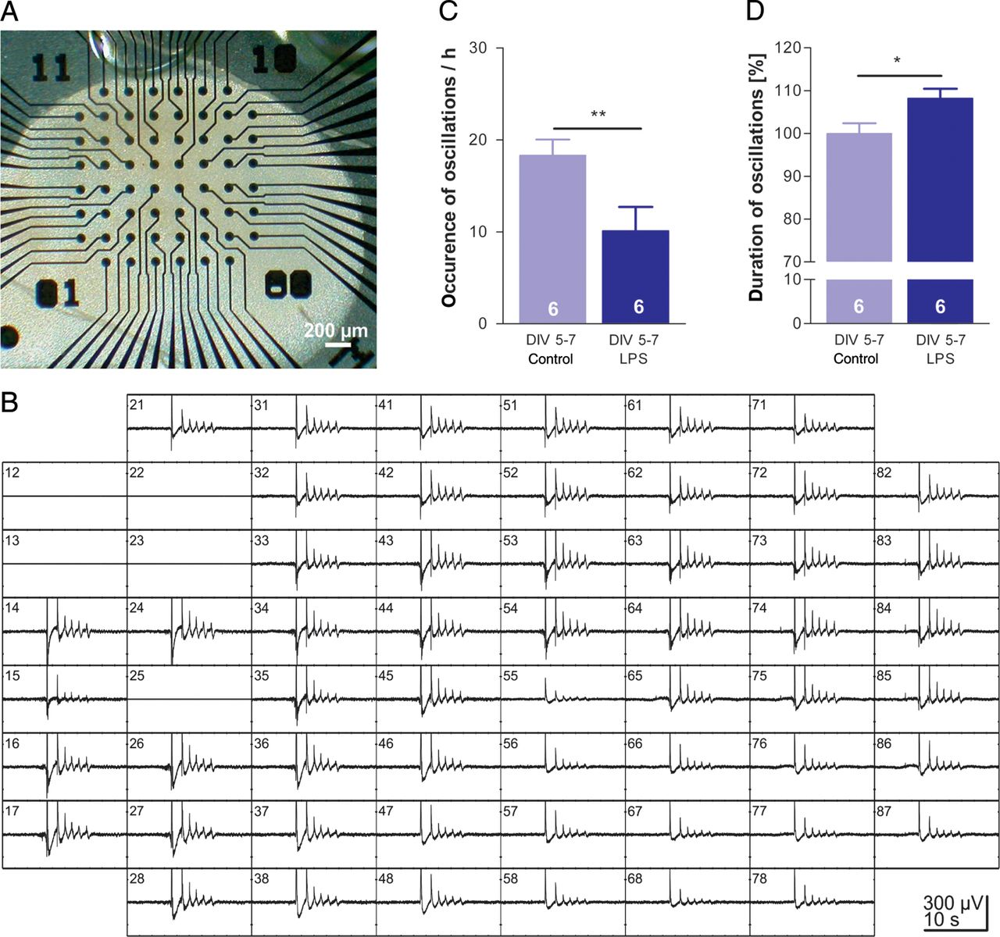 A
11
10
01
00
200 µm
C
Occurence of oscillations / h
30
20
10
0
**
6
6
DIV 5-7
Control
DIV 5-7
LPS
D
Duration of oscillations [%]
120
110
100
90
80
70
10
0
*
6
6
DIV 5-7
Control
DIV 5-7
LPS
B
21 31 41 51 61 71
12 22 32 42 52 62 72 82
13 23 33 43 53 63 73 83
14 24 34 44 54 64 74 84
15 25 35 45 55 65 75 85
16 26 36 46 56 66 76 86
17 27 37 47 57 67 77 87
28 38 48 58 68 78
300 µV
10 s